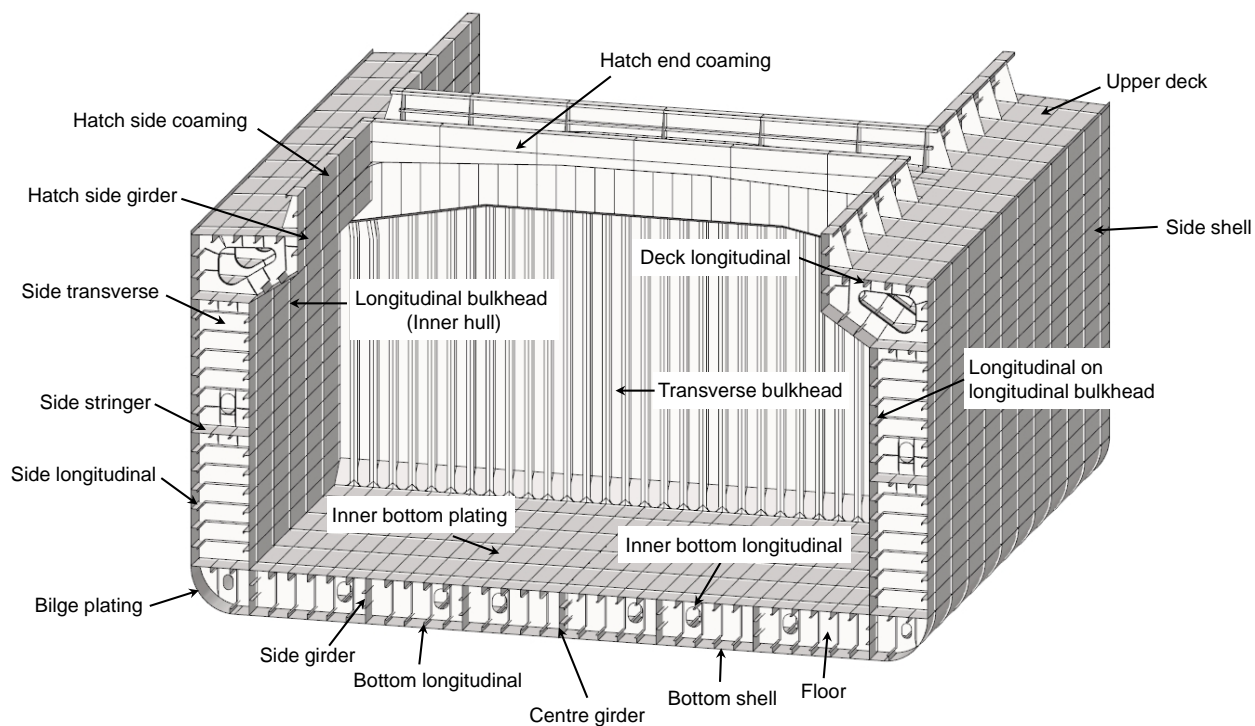 Hatch end coaming
Upper deck
Hatch side coaming
Hatch side girder
Side shell
Deck longitudinal
Side transverse
Longitudinal bulkhead
(Inner hull)
Transverse bulkhead
Longitudinal on
longitudinal bulkhead
Side stringer
Side longitudinal
Inner bottom plating
Inner bottom longitudinal
Bilge plating
Side girder
Bottom longitudinal
Centre girder
Bottom shell
Floor